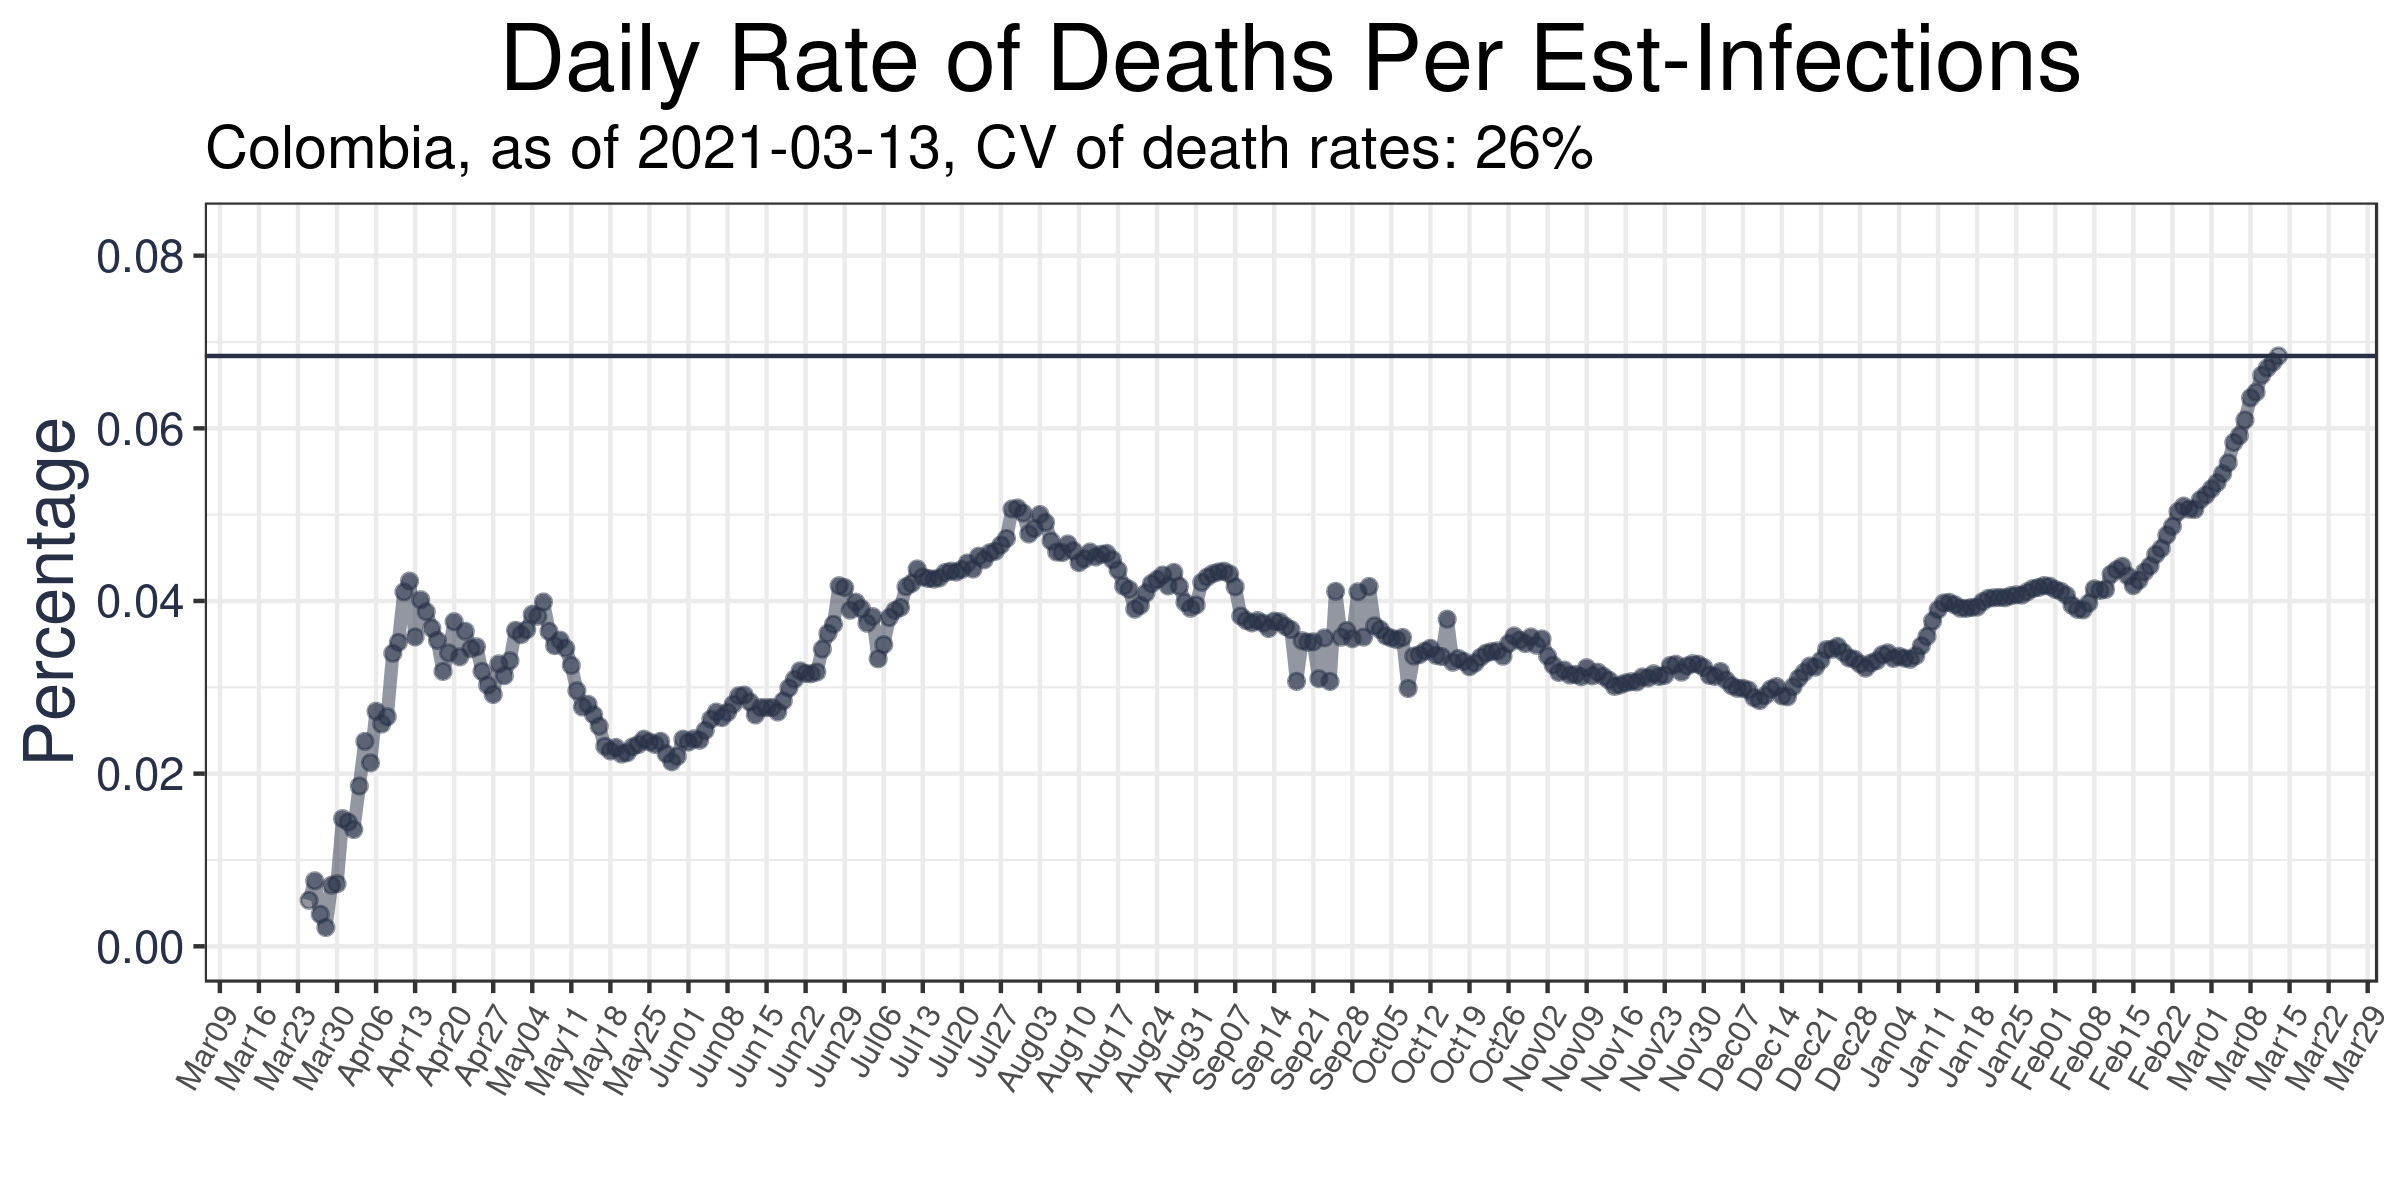 Daily Rate of Deaths Per Est-Infections
Colombia, as of 2021-03-13, CV of death rates: 26%
Percentage
0.08
0.06
0.04
0.02
0.00
Mar09 Mar16 Mar23 Mar30 Apr06 Apr13 Apr20 Apr27 May04 May11 May18 May25 Jun01 Jun08 Jun15 Jun22 Jun29 Jul06 Jul13 Jul20 Jul27 Aug03 Aug10 Aug17 Aug24 Aug31 Sep07 Sep14 Sep21 Sep28 Oct05 Oct12 Oct19 Oct26 Nov02 Nov09 Nov16 Nov23 Nov30 Dec07 Dec14 Dec21 Dec28 Jan04 Jan11 Jan18 Jan25 Feb01 Feb08 Feb15 Feb22 Mar01 Mar08 Mar15 Mar22 Mar29